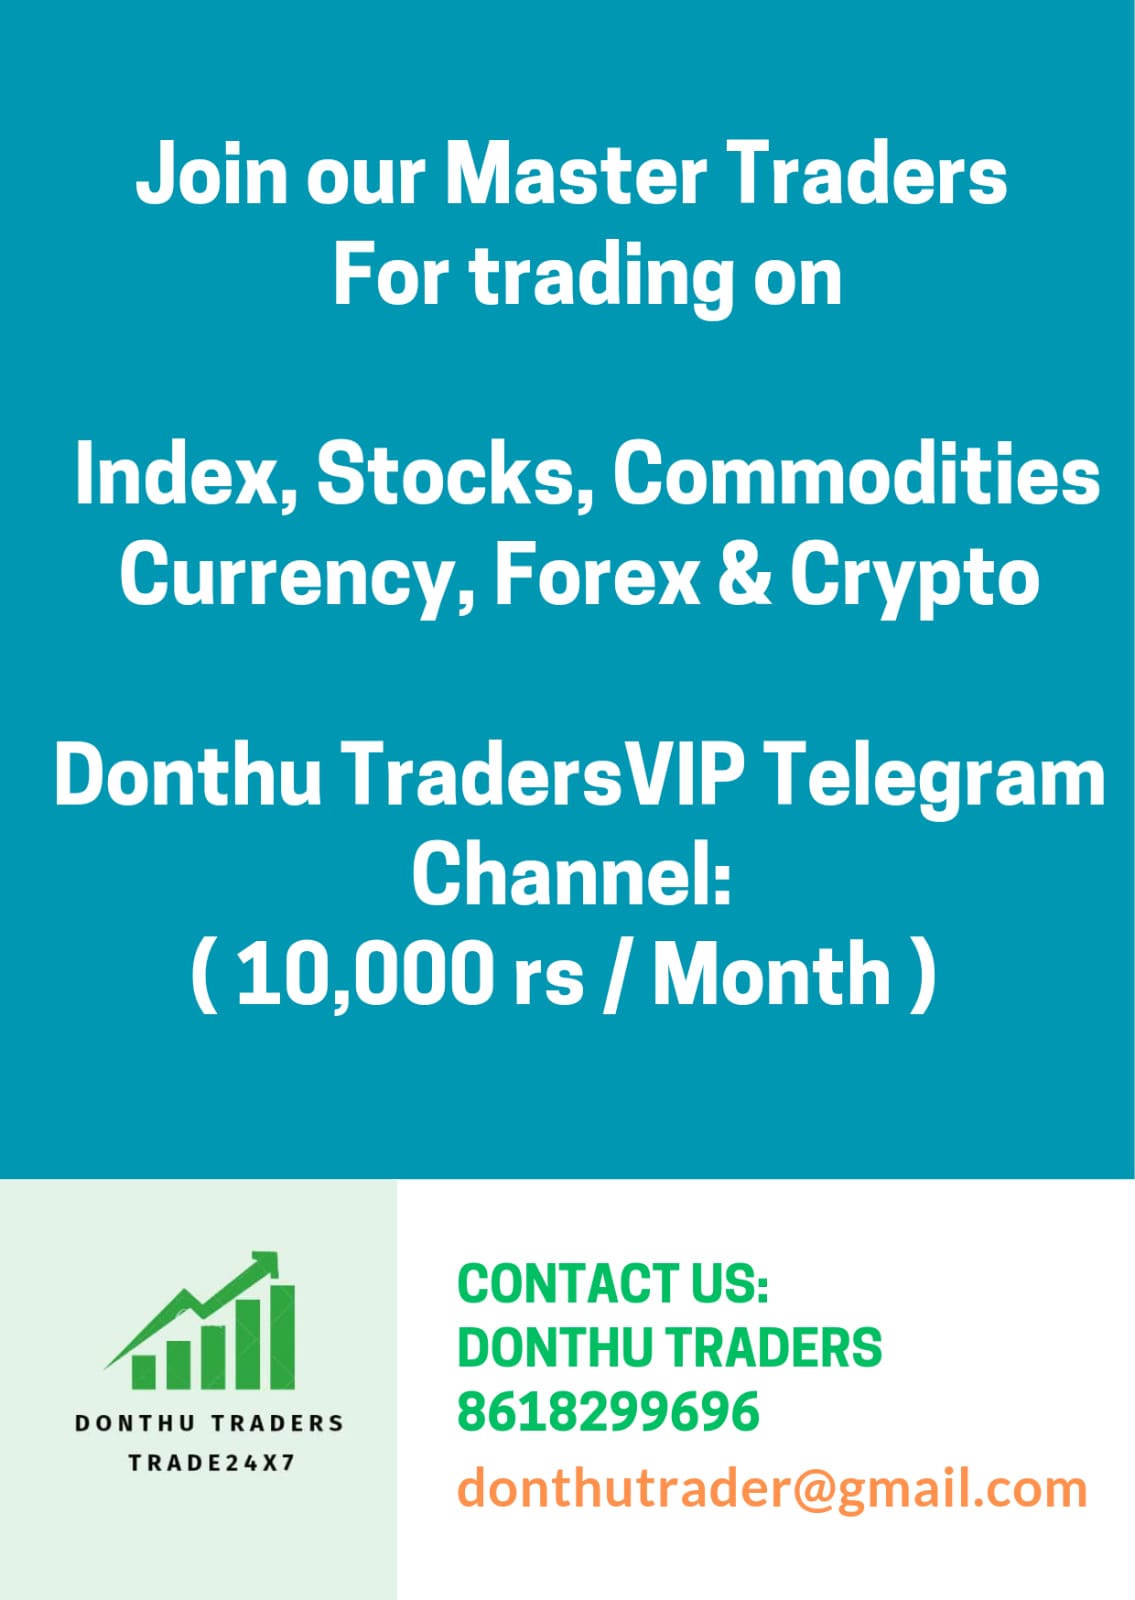 Join our Master Traders
For trading on
Index, Stocks, Commodities
Currency, Forex & Crypto
Donthu TradersVIP Telegram
Channel:
( 10,000 rs / Month )
DONTHU TRADERS
TRADE24X7
CONTACT US:
DONTHU TRADERS
8618299696
donthutrader@gmail.com